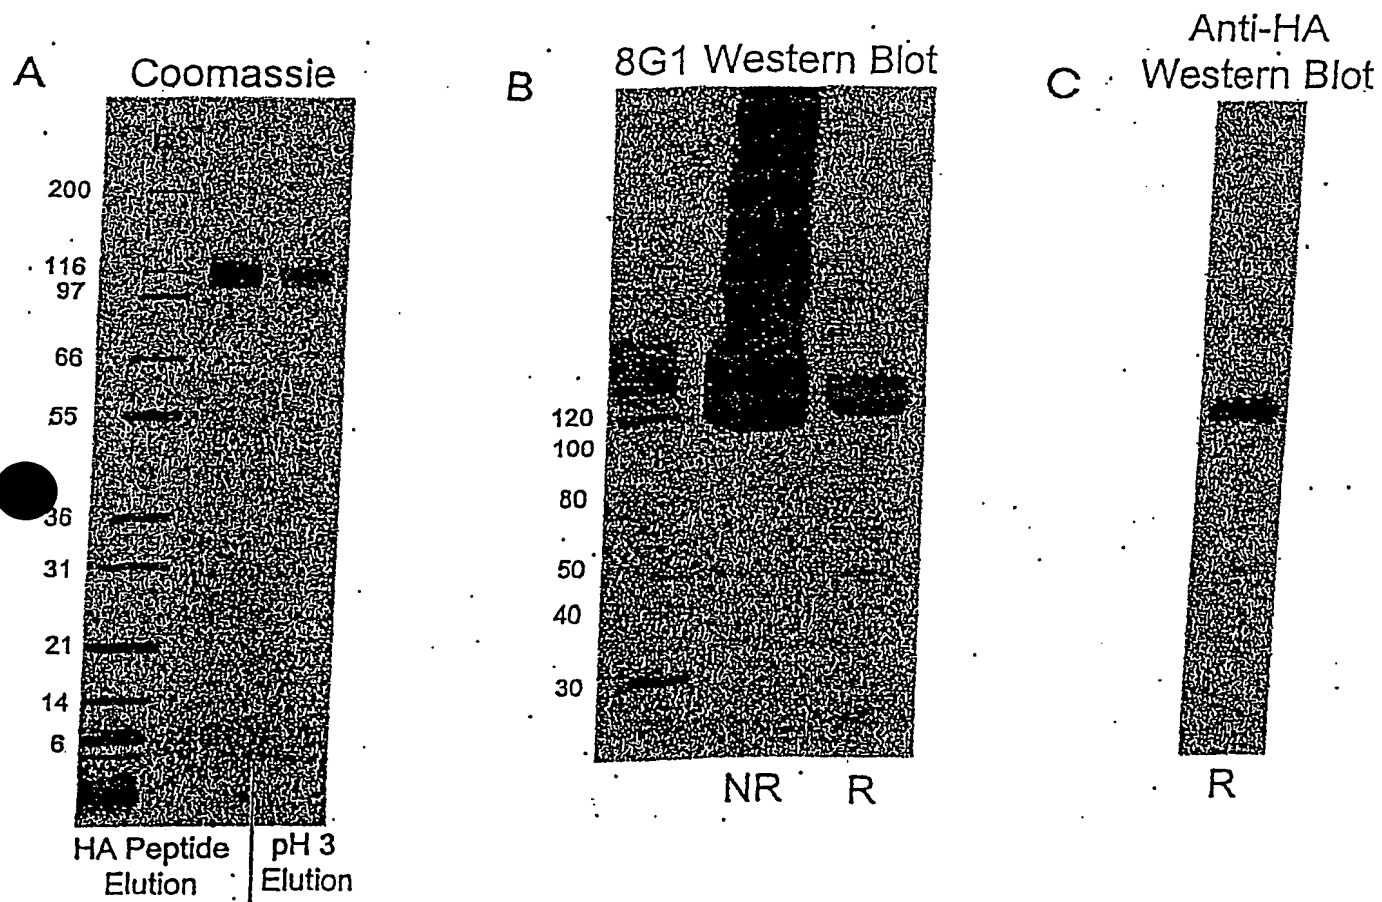 A
Coomassie
200
116
97
66
55
36
31
21
14
6
HA Peptide
Elution
pH 3
Elution
B
8G1 Western Blot
120
100
80
50
40
30
NR
R
C
Anti-HA
Western Blot
R